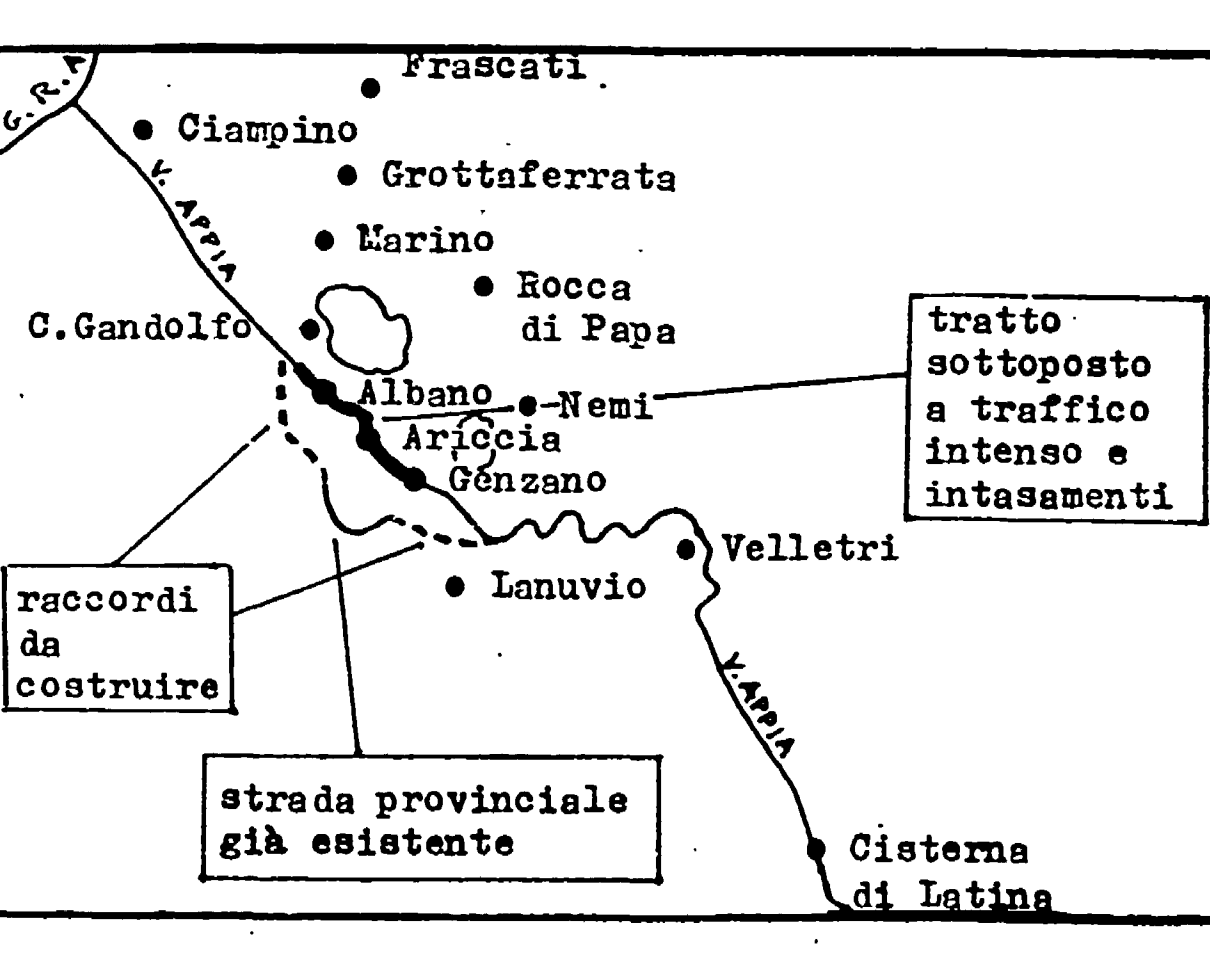 Frascati
G.R.A
Ciampino
Grottaferrata
V. APPIA
Marino
Rocca
di Papa
C.Gandolfo
tratto
sottoposto
a traffico
intenso e
intasamenti
Albano
Nemi
Ariccia
Genzano
Velletri
Lanuvio
raccordi
da
costruire
V.APPIA
strada provinciale
già esistente
Cisterna
di Latina